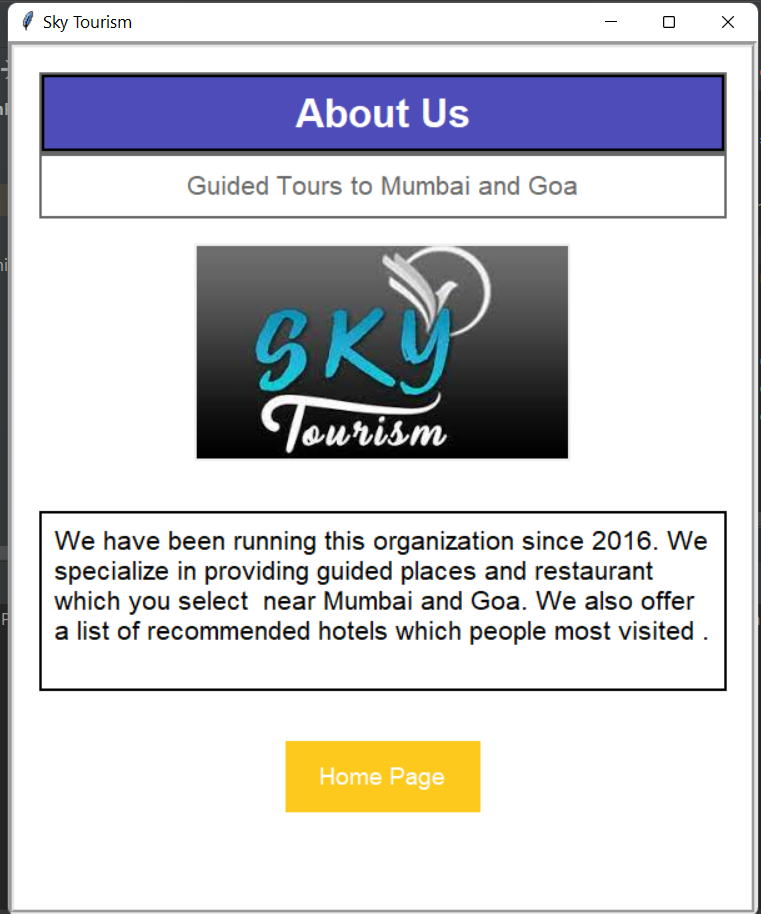 Sky Tourism
About Us
Guided Tours to Mumbai and Goa
SKY
Tourism
We have been running this organization since 2016. We
specialize in providing guided places and restaurant
which you select  near Mumbai and Goa. We also offer
a list of recommended hotels which people most visited .
Home Page